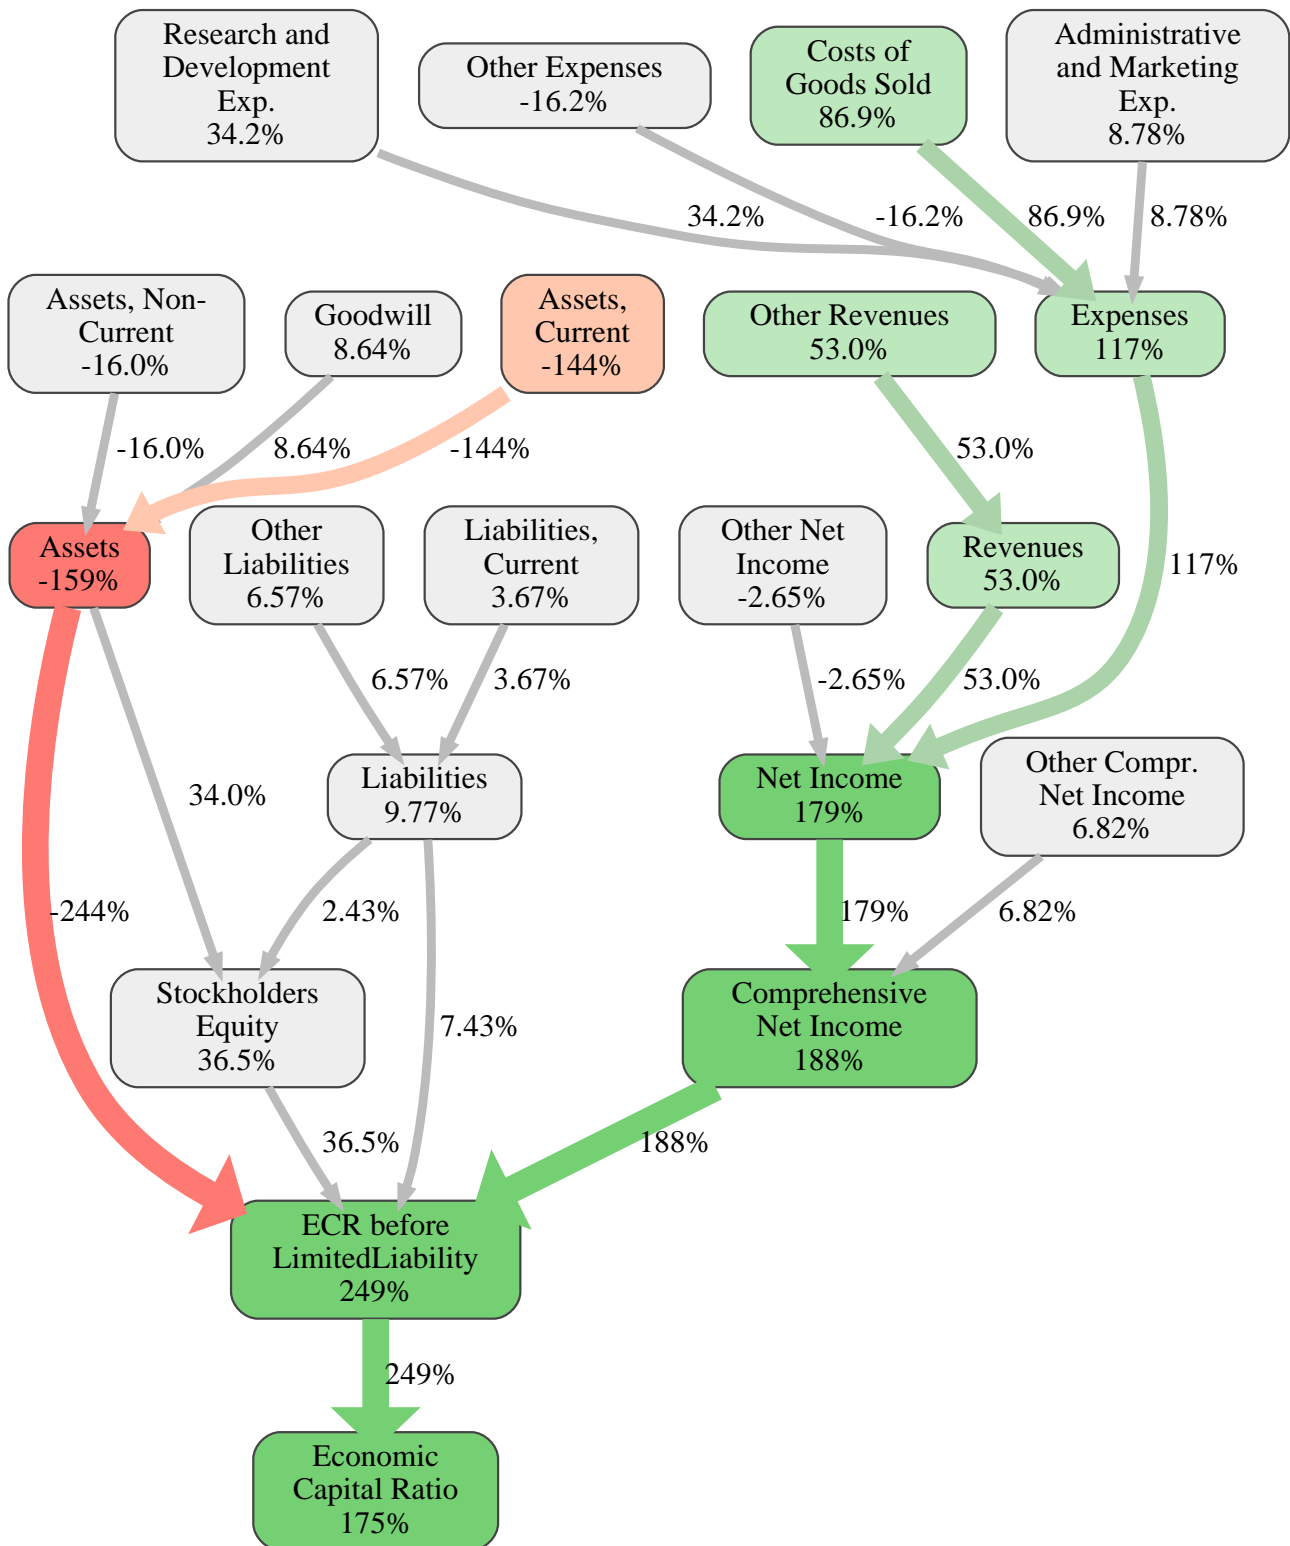 Research and
Development
Exp.
34.2%
Other Expenses
-16.2%
Costs of
Goods Sold
86.9%
Administrative
and Marketing
Exp.
8.78%
34.2%
-16.2%
86.9%
8.78%
Assets, Non-
Current
-16.0%
Goodwill
8.64%
Assets,
Current
-144%
Other Revenues
53.0%
Expenses
117%
-16.0%
8.64%
-144%
53.0%
117%
Assets
-159%
Other
Liabilities
6.57%
Liabilities,
Current
3.67%
Other Net
Income
-2.65%
Revenues
53.0%
6.57%
3.67%
-2.65%
53.0%
34.0%
Liabilities
9.77%
Net Income
179%
Other Compr.
Net Income
6.82%
-244%
2.43%
7.43%
179%
6.82%
Stockholders
Equity
36.5%
Comprehensive
Net Income
188%
36.5%
188%
ECR before
LimitedLiability
249%
249%
Economic
Capital Ratio
175%